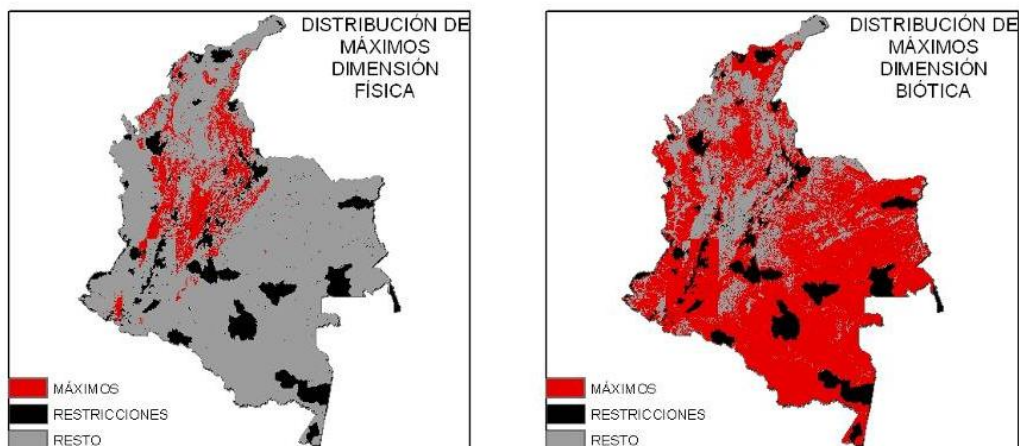 DISTRIBUCIÓN DE
MÁXIMOS
DIMENSIÓN
FÍSICA
MÁXIMOS
RESTRICCIONES
RESTO
DISTRIBUCIÓN DE
MÁXIMOS
DIMENSIÓN
BIÓTICA
MÁXIMOS
RESTRICCIONES
RESTO